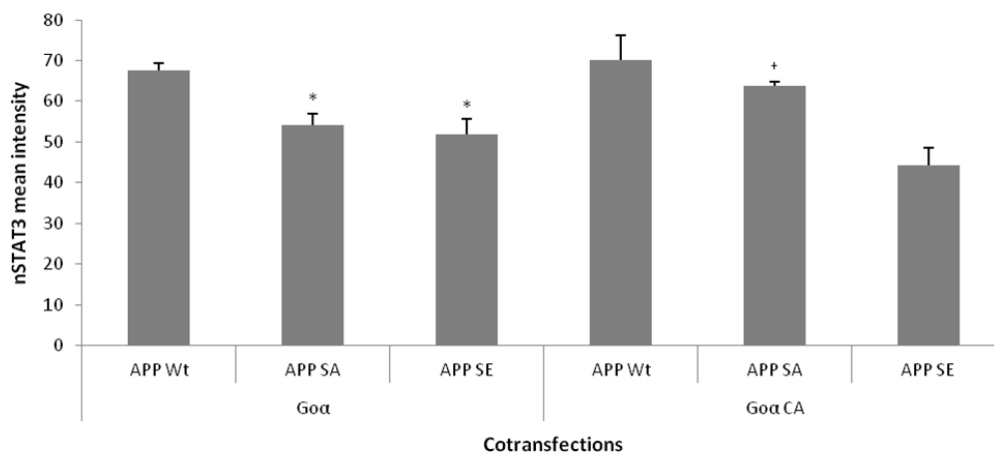 80
70
60
50
40
30
20
10
0
nSTAT3 mean intensity
*
*
+
APP Wt
APP SA
APP SE
APP Wt
APP SA
APP SE
Goα
Goα CA
Cotransfections